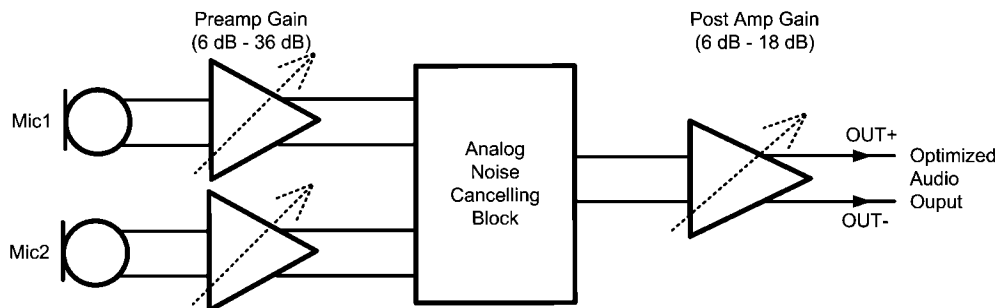 Preamp Gain
(6 dB - 36 dB)
Post Amp Gain
(6 dB - 18 dB)
Mic1
Mic2
Analog
Noise
Cancelling
Block
OUT+
OUT-
Optimized
Audio
Ouput